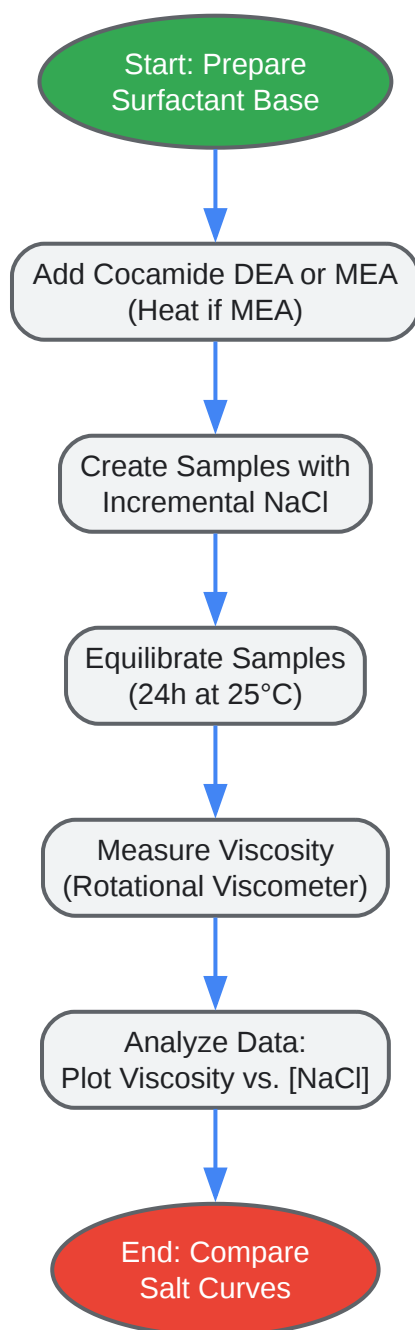 Start: Prepare
Surfactant Base
Add Cocamide DEA or MEA
(Heat if MEA)
Create Samples with
Incremental NaCl
Equilibrate Samples
(24h at 25°C)
Measure Viscosity
(Rotational Viscometer)
Analyze Data:
Plot Viscosity vs. [NaCl]
End: Compare
Salt Curves